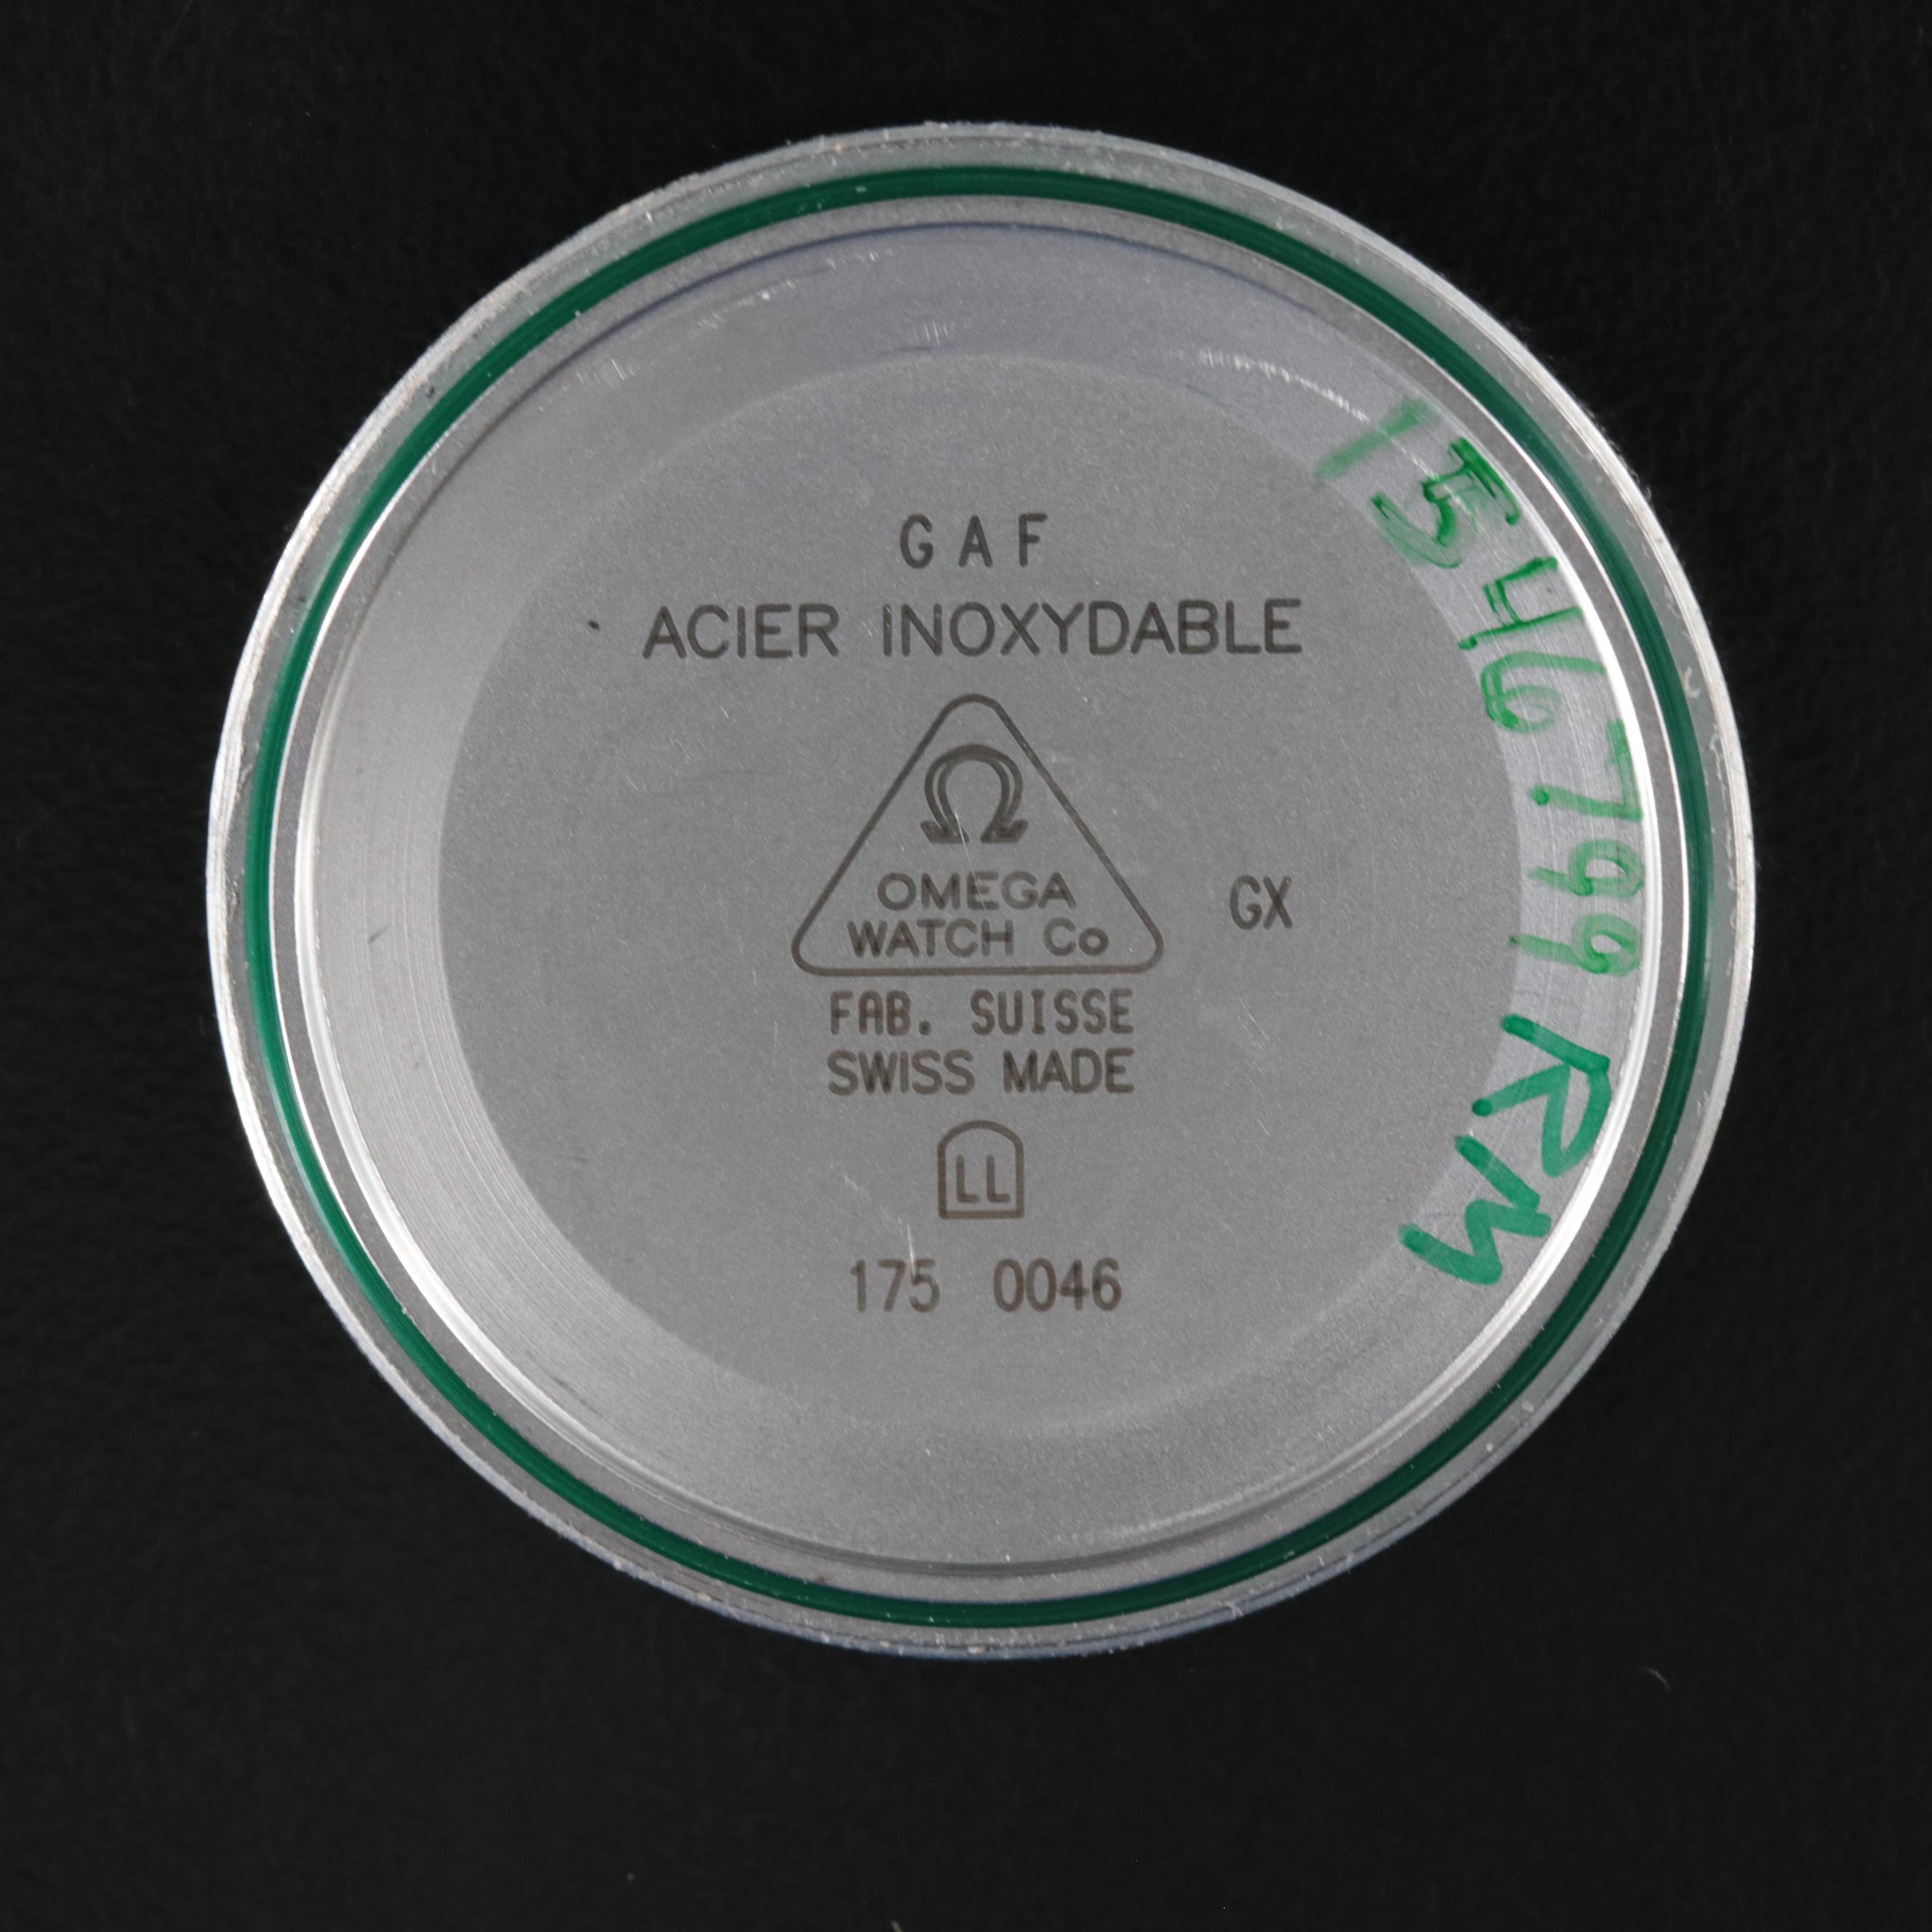 GAF
ACIER INOXYDABLE
Ω
OMEGA
WATCH Co
GX
FAB. SUISSE
SWISS MADE
LL
175 0046
1546799 RM